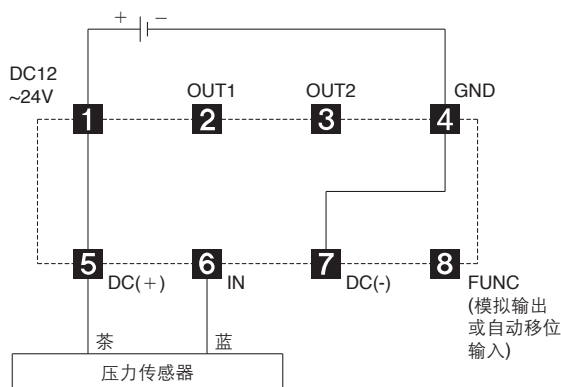 + −
DC12
~24V
OUT1
OUT2
GND
1
2
3
4
5
6
7
8
DC(+)
IN
DC(-)
FUNC
(模拟输出
或自动移位
输入)
茶
蓝
压力传感器